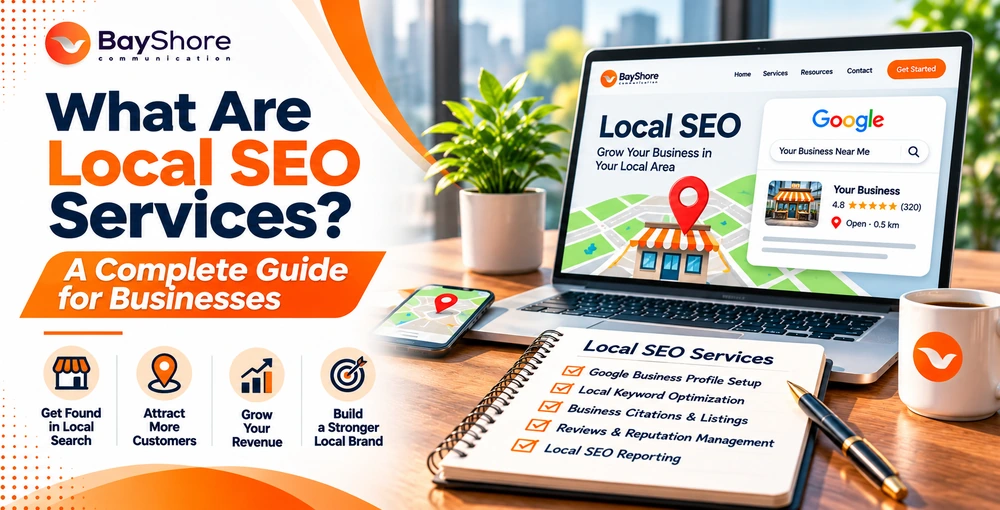 BayShore
communication
What Are
Local SEO
Services?
A Complete Guide
for Businesses
Get Found
in Local
Search
Attract
More
Customers
Grow
Your
Revenue
Build
a Stronger
Local Brand
BayShore
communication
Home
Services
Resources
Contact
Get Started
Local SEO
Grow Your Business in
Your Local Area
Google
Your Business Near Me
Your Business
4.8 ★★★★★ (320)
Open - 0.5 km
Local SEO Services
Google Business Profile Setup
Local Keyword Optimization
Business Citations & Listings
Reviews & Reputation Management
Local SEO Reporting